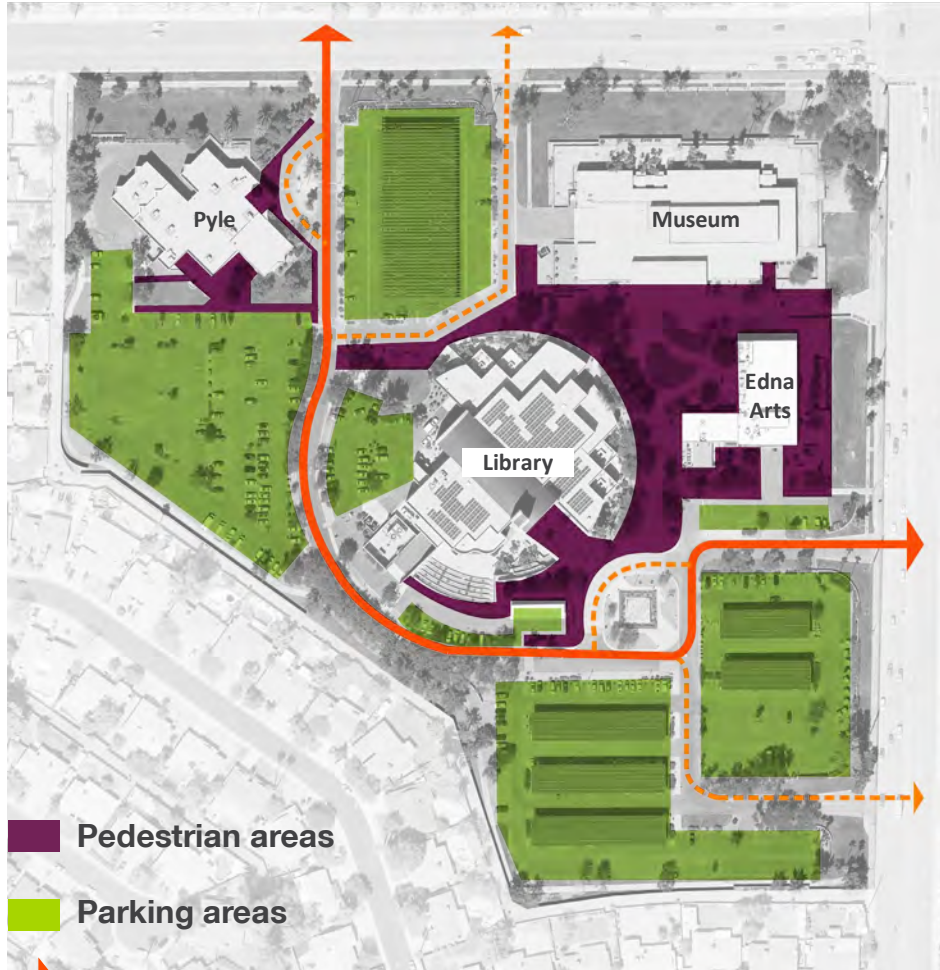 Pyle
Museum
Edna
Arts
Library
Pedestrian areas
Parking areas